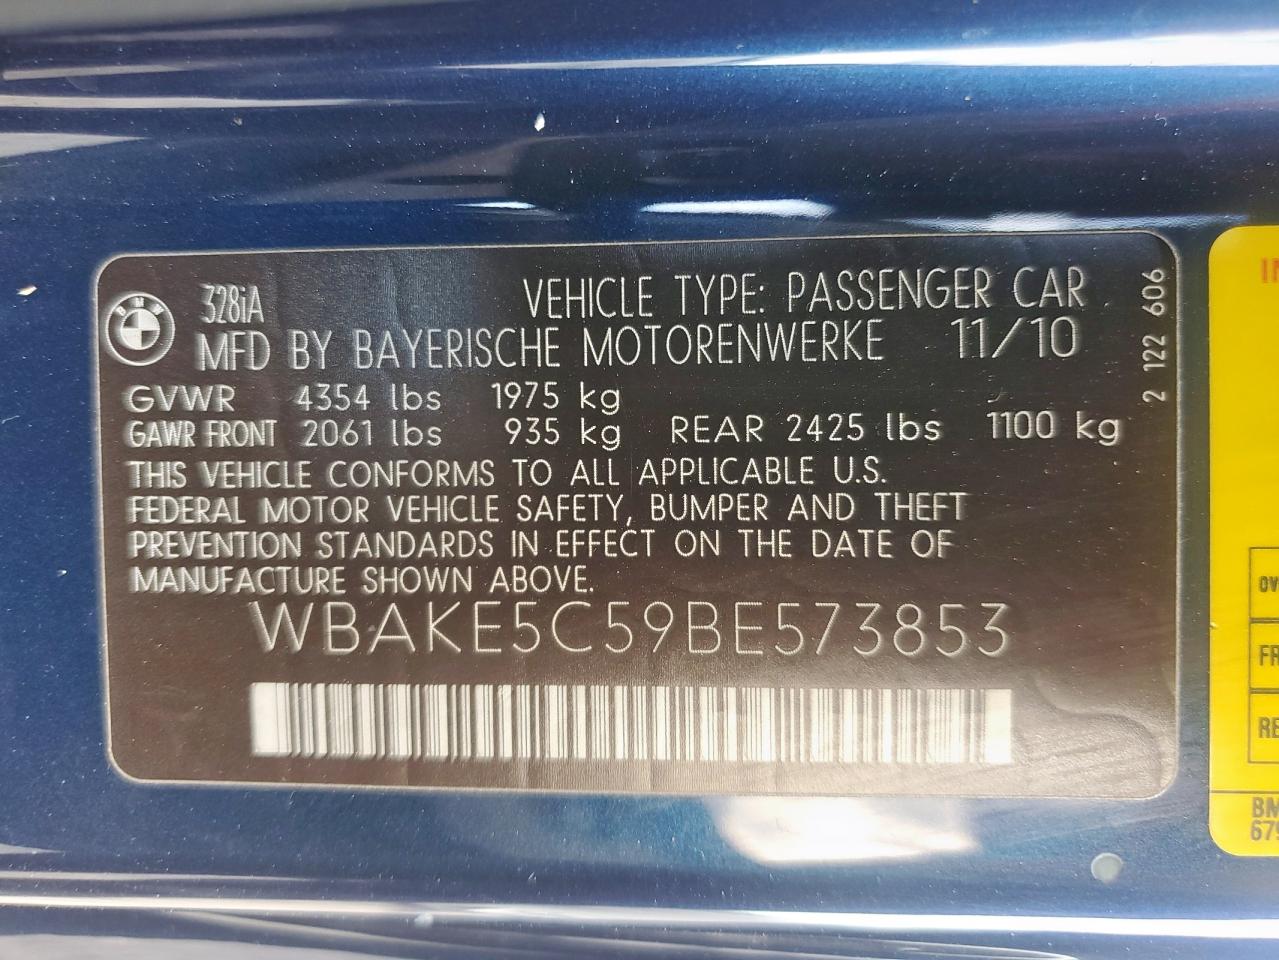 328iA
VEHICLE TYPE: PASSENGER CAR
MFD BY BAYERISCHE MOTORENWERKE 11/10
GVWR 4354 lbs 1975 kg
GAWR FRONT 2061 lbs 935 kg REAR 2425 lbs 1100 kg
THIS VEHICLE CONFORMS TO ALL APPLICABLE U.S.
FEDERAL MOTOR VEHICLE SAFETY, BUMPER AND THEFT
PREVENTION STANDARDS IN EFFECT ON THE DATE OF
MANUFACTURE SHOWN ABOVE.
WBAKE5C59BE573853
2 122 606
BMW